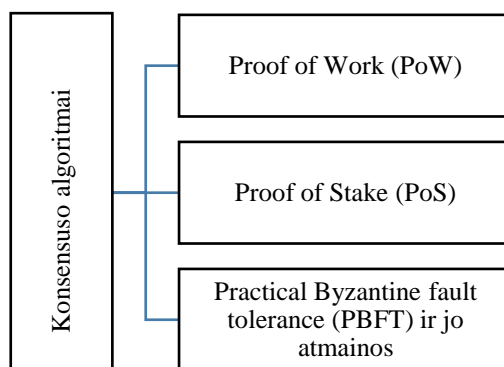 Konsensuso algoritmai
Proof of Work (PoW)
Proof of Stake (PoS)
Practical Byzantine fault
tolerance (PBFT) ir jo
atmainos